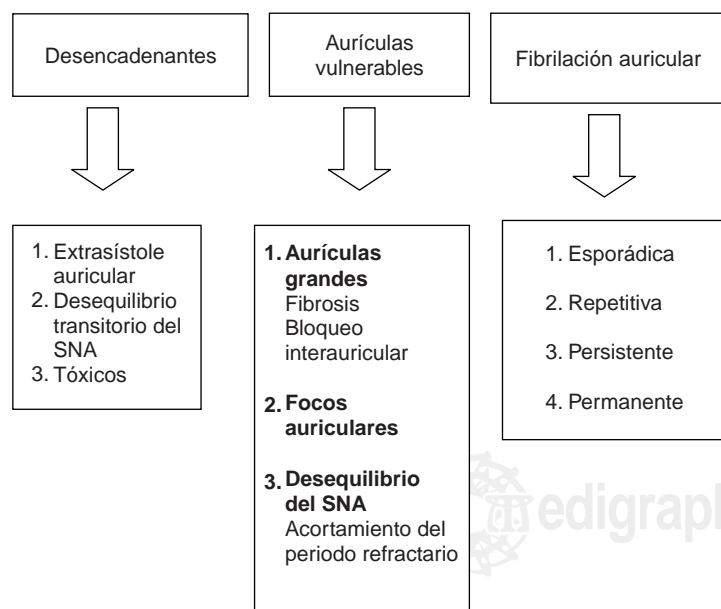 Desencadenantes
Aurículas
vulnerables
Fibrilación auricular
1. Extrasístole
auricular
2. Desequilibrio
transitorio del
SNA
3. Tóxicos
1. Aurículas
grandes
Fibrosis
Bloqueo
interauricular
2. Focos
auriculares
3. Desequilibrio
del SNA
Acortamiento del
periodo refractario
1. Esporádica
2. Repetitiva
3. Persistente
4. Permanente
edigraph